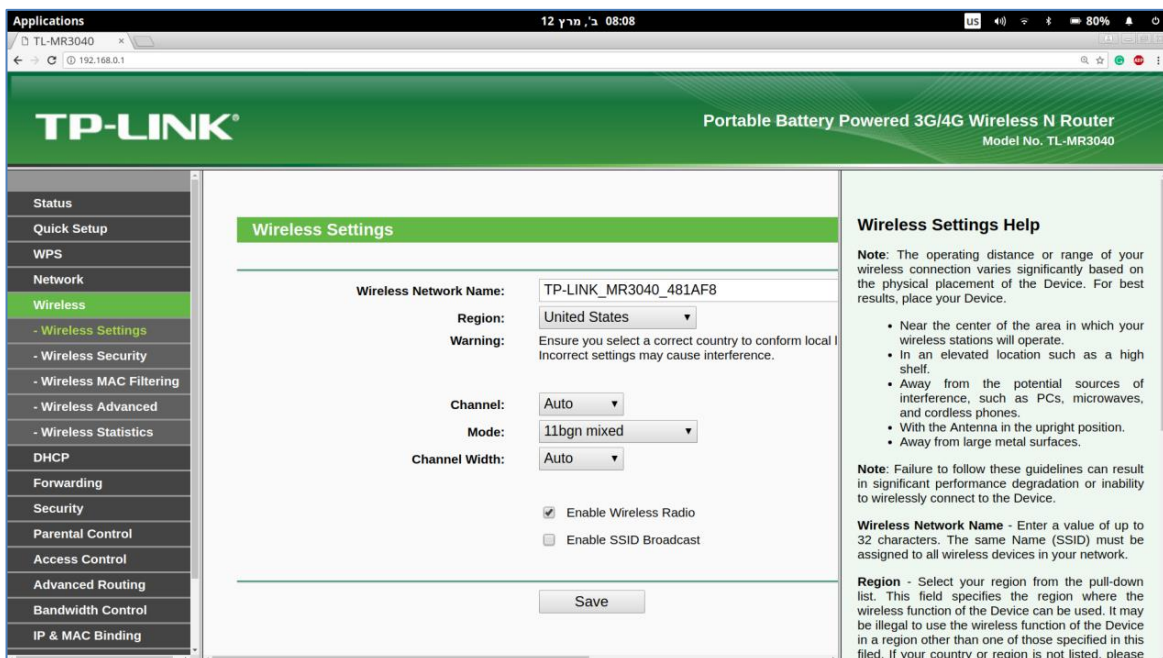 Applications
12 ב', מרץ 08:08
us
80%
TL-MR3040
192.168.0.1
TP-LINK®
Portable Battery Powered 3G/4G Wireless N Router
Model No. TL-MR3040
Status
Quick Setup
WPS
Network
Wireless
- Wireless Settings
- Wireless Security
- Wireless MAC Filtering
- Wireless Advanced
- Wireless Statistics
DHCP
Forwarding
Security
Parental Control
Access Control
Advanced Routing
Bandwidth Control
IP & MAC Binding
Wireless Settings
Wireless Network Name: TP-LINK_MR3040_481AF8
Region: United States
Warning: Ensure you select a correct country to conform local l
Incorrect settings may cause interference.
Channel: Auto
Mode: 11bgn mixed
Channel Width: Auto
Enable Wireless Radio
Enable SSID Broadcast
Save
Wireless Settings Help
Note: The operating distance or range of your
wireless connection varies significantly based on
the physical placement of the Device. For best
results, place your Device.
• Near the center of the area in which your
wireless stations will operate.
• In an elevated location such as a high
shelf.
• Away from the potential sources of
interference, such as PCs, microwaves,
and cordless phones.
• With the Antenna in the upright position.
• Away from large metal surfaces.
Note: Failure to follow these guidelines can result
in significant performance degradation or inability
to wirelessly connect to the Device.
Wireless Network Name - Enter a value of up to
32 characters. The same Name (SSID) must be
assigned to all wireless devices in your network.
Region - Select your region from the pull-down
list. This field specifies the region where the
wireless function of the Device can be used. It may
be illegal to use the wireless function of the Device
in a region other than one of those specified in this
filed. If your country or region is not listed, please